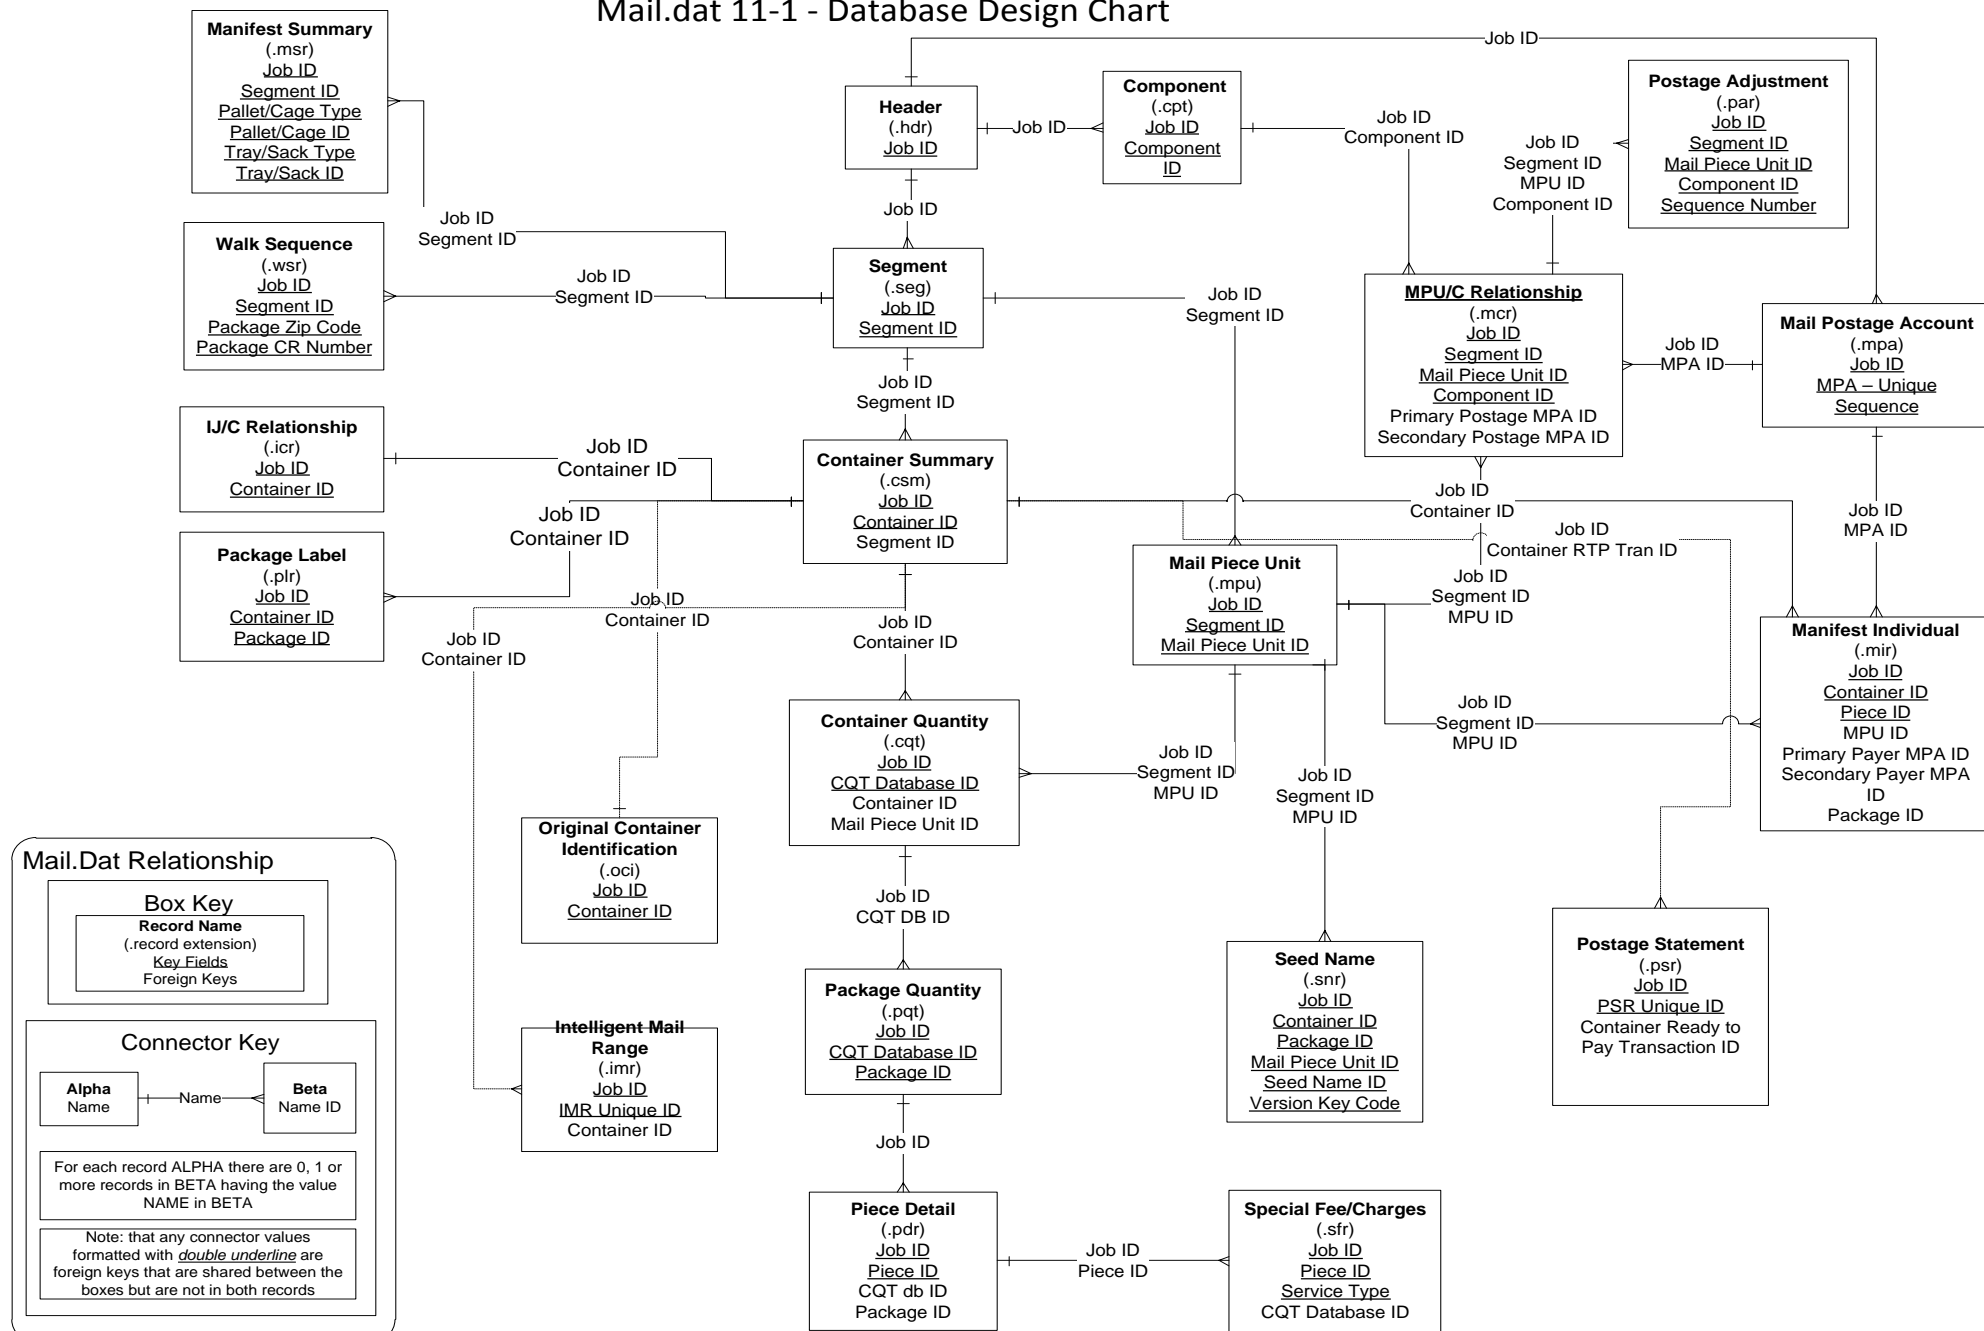 Mail.dat 11-1 - Database Design Chart
Manifest Summary
(.msr)
Job ID
Segment ID
Pallet/Cage Type
Pallet/Cage ID
Tray/Sack Type
Tray/Sack ID
Job ID
Segment ID
Walk Sequence
(.wsr)
Job ID
Segment ID
Package Zip Code
Package CR Number
Job ID
Segment ID
IJ/C Relationship
(.icr)
Job ID
Container ID
Job ID
Container ID
Package Label
(.plr)
Job ID
Container ID
Package ID
Job ID
Container ID
Job ID
Container ID
Job ID
Container ID
Header
(.hdr)
Job ID
Job ID
Job ID
Component
(.cpt)
Job ID
Component
ID
Job ID
Component ID
Job ID
Job ID
Segment ID
MPU ID
Component ID
Postage Adjustment
(.par)
Job ID
Segment ID
Mail Piece Unit ID
Component ID
Sequence Number
Segment
(.seg)
Job ID
Segment ID
Job ID
Segment ID
Job ID
Segment ID
MPU/C Relationship
(.mcr)
Job ID
Segment ID
Mail Piece Unit ID
Component ID
Primary Postage MPA ID
Secondary Postage MPA ID
Job ID
MPA ID
Mail Postage Account
(.mpa)
Job ID
MPA – Unique
Sequence
Job ID
MPA ID
Container Summary
(.csm)
Job ID
Container ID
Segment ID
Job ID
Container ID
Job ID
Container ID
Job ID
Container RTP Tran ID
Mail Piece Unit
(.mpu)
Job ID
Segment ID
Mail Piece Unit ID
Job ID
Segment ID
MPU ID
Job ID
Segment ID
MPU ID
Job ID
Segment ID
MPU ID
Job ID
Segment ID
MPU ID
Manifest Individual
(.mir)
Job ID
Container ID
Piece ID
MPU ID
Primary Payer MPA ID
Secondary Payer MPA
ID
Package ID
Container Quantity
(.cqt)
Job ID
CQT Database ID
Container ID
Mail Piece Unit ID
Job ID
CQT DB ID
Original Container
Identification
(.oci)
Job ID
Container ID
Intelligent Mail
Range
(.imr)
Job ID
IMR Unique ID
Container ID
Package Quantity
(.pqt)
Job ID
CQT Database ID
Package ID
Job ID
Seed Name
(.snr)
Job ID
Container ID
Package ID
Mail Piece Unit ID
Seed Name ID
Version Key Code
Postage Statement
(.psr)
Job ID
PSR Unique ID
Container Ready to
Pay Transaction ID
Piece Detail
(.pdr)
Job ID
Piece ID
CQT db ID
Package ID
Job ID
Piece ID
Special Fee/Charges
(.sfr)
Job ID
Piece ID
Service Type
CQT Database ID
Mail.Dat Relationship
Box Key
Record Name
(.record extension)
Key Fields
Foreign Keys
Connector Key
Alpha
Name
Name
Beta
Name ID
For each record ALPHA there are 0, 1 or
more records in BETA having the value
NAME in BETA
Note: that any connector values
formatted with double underline are
foreign keys that are shared between the
boxes but are not in both records